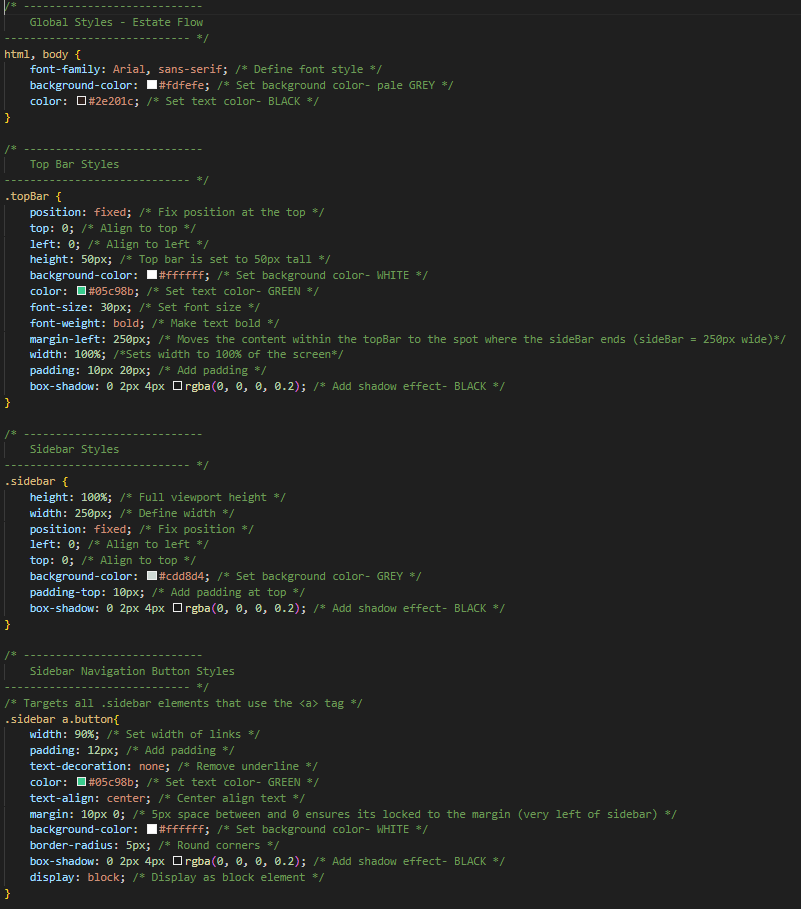 /* ----------------------------
Global Styles - Estate Flow
----------------------------- */
html, body {
font-family: Arial, sans-serif; /* Define font style */
background-color: #fdfefe; /* Set background color- pale GREY */
color: #2e201c; /* Set text color- BLACK */
}
/* ----------------------------
Top Bar Styles
----------------------------- */
.topBar {
position: fixed; /* Fix position at the top */
top: 0; /* Align to top */
left: 0; /* Align to left */
height: 50px; /* Top bar is set to 50px tall */
background-color: #ffffff; /* Set background color- WHITE */
color: #05c98b; /* Set text color- GREEN */
font-size: 30px; /* Set font size */
font-weight: bold; /* Make text bold */
margin-left: 250px; /* Moves the content within the topBar to the spot where the sideBar ends (sideBar = 250px wide)*/
width: 100%; /*Sets width to 100% of the screen*/
padding: 10px 20px; /* Add padding */
box-shadow: 0 2px 4px rgba(0, 0, 0, 0.2); /* Add shadow effect- BLACK */
}
/* ----------------------------
Sidebar Styles
----------------------------- */
.sidebar {
height: 100%; /* Full viewport height */
width: 250px; /* Define width */
position: fixed; /* Fix position */
left: 0; /* Align to left */
top: 0; /* Align to top */
background-color: #cdd8d4; /* Set background color- GREY */
padding-top: 10px; /* Add padding at top */
box-shadow: 0 2px 4px rgba(0, 0, 0, 0.2); /* Add shadow effect- BLACK */
}
/* ----------------------------
Sidebar Navigation Button Styles
----------------------------- */
/* Targets all .sidebar elements that use the <a> tag */
.sidebar a.button{
width: 90%; /* Set width of links */
padding: 12px; /* Add padding */
text-decoration: none; /* Remove underline */
color: #05c98b; /* Set text color- GREEN */
text-align: center; /* Center align text */
margin: 10px 0; /* 5px space between and 0 ensures its locked to the margin (very left of sidebar) */
background-color: #ffffff; /* Set background color- WHITE */
border-radius: 5px; /* Round corners */
box-shadow: 0 2px 4px rgba(0, 0, 0, 0.2); /* Add shadow effect- BLACK */
display: block; /* Display as block element */
}